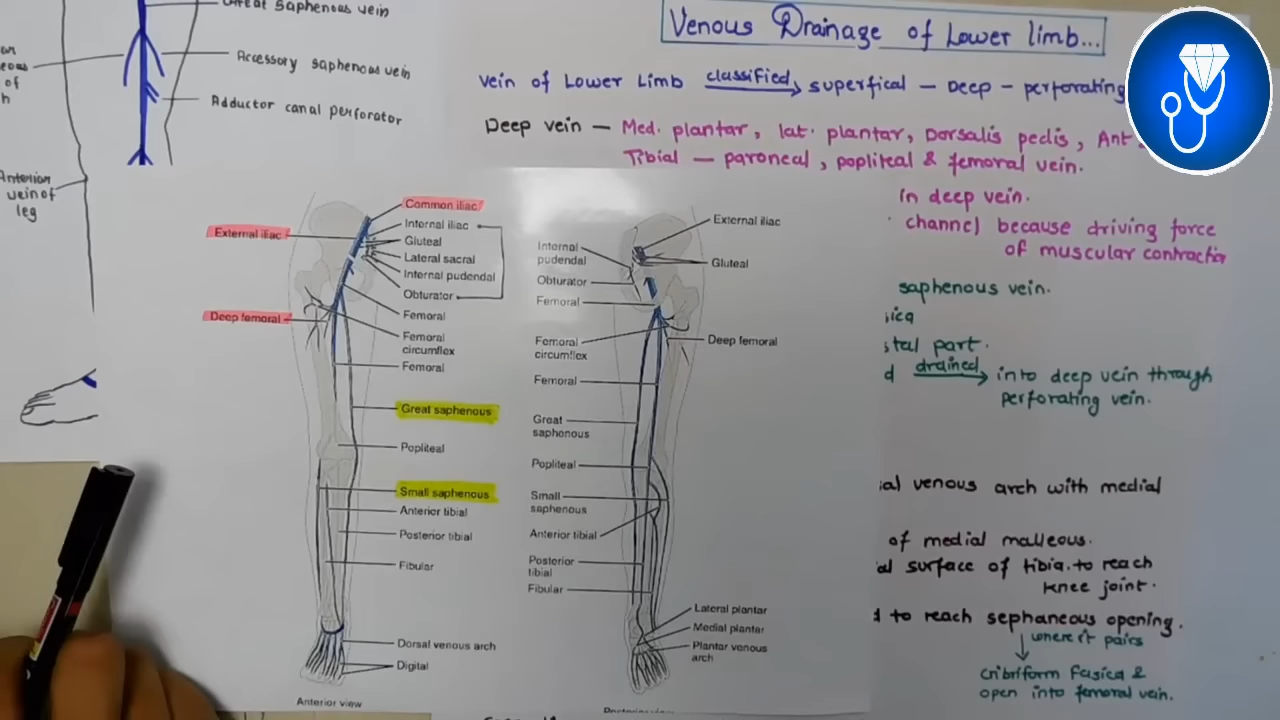 saphenous vein
Accessory saphenous vein
Adductor canal perforator
of
h
Anterior
vein of
leg
Venous Drainage of Lower limb...
Vein of Lower Limb classified superfical – Deep – perforating
Deep vein – Med. plantar, lat. plantar, Dorsalis pedis, Ant.
Tibial – paroneal, popliteal & femoral vein.
in deep vein.
channel because driving force
of muscular contraction
saphenous vein.
ica
stal part.
d drained into deep vein through
perforating vein.
ial venous arch with medial
of medial malleous.
al surface of tibia. to reach
knee joint.
d to reach sephaneous opening.
where it pairs
cribriform fasica &
open into femoral vein.
Common iliac
External iliac
Internal iliac
Gluteal
Lateral sacral
Internal pudendal
Obturator
Deep femoral
Femoral
Femoral
circumflex
Femoral
Great saphenous
Popliteal
Small saphenous
Anterior tibial
Posterior tibial
Fibular
Dorsal venous arch
Digital
Anterior view
External iliac
Internal
pudendal
Gluteal
Obturator
Femoral
Femoral
circumflex
Deep femoral
Femoral
Great
saphenous
Popliteal
Small
saphenous
Anterior tibial
Posterior
tibial
Fibular
Lateral plantar
Medial plantar
Plantar venous
arch